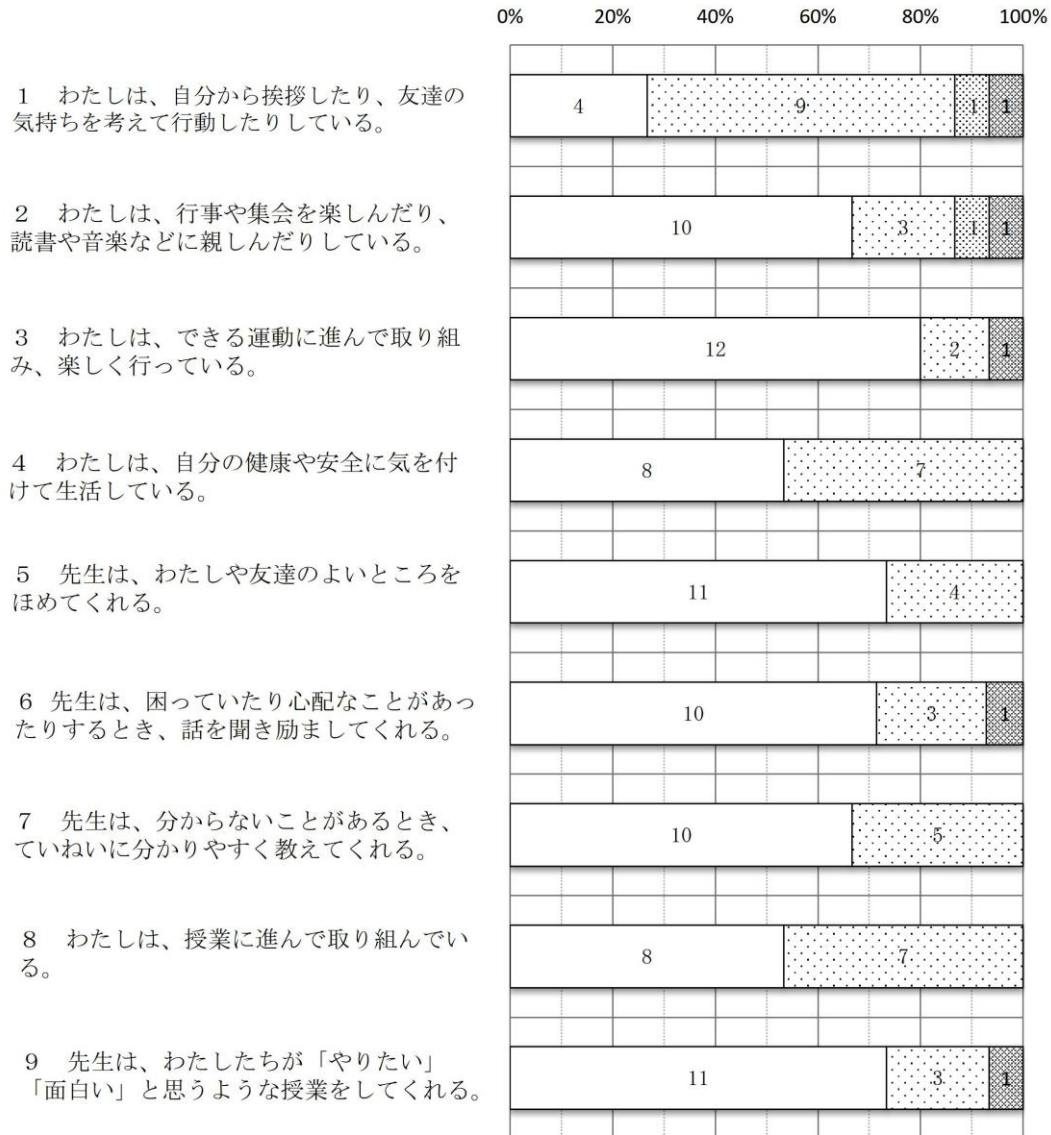 0% 20% 40% 60% 80% 100%
1 わたしは、自分から挨拶したり、友達の
気持ちを考えて行動したりしている。
4 9 1 1
2 わたしは、行事や集会を楽しんだり、
読書や音楽などに親しんだりしている。
10 3 1 1
3 わたしは、できる運動に進んで取り組
み、楽しく行っている。
12 2 1
4 わたしは、自分の健康や安全に気を付
けて生活している。
8 7
5 先生は、わたしや友達のよいところを
ほめてくれる。
11 4
6 先生は、困っていたり心配なことがあっ
たりするとき、話を聞き励ましてくれる。
10 3 1
7 先生は、分からないことがあるとき、
ていねいに分かりやすく教えてくれる。
10 5
8 わたしは、授業に進んで取り組んでい
る。
8 7
9 先生は、わたしたちが「やりたい」
「面白い」と思うような授業をしてくれる。
11 3 1